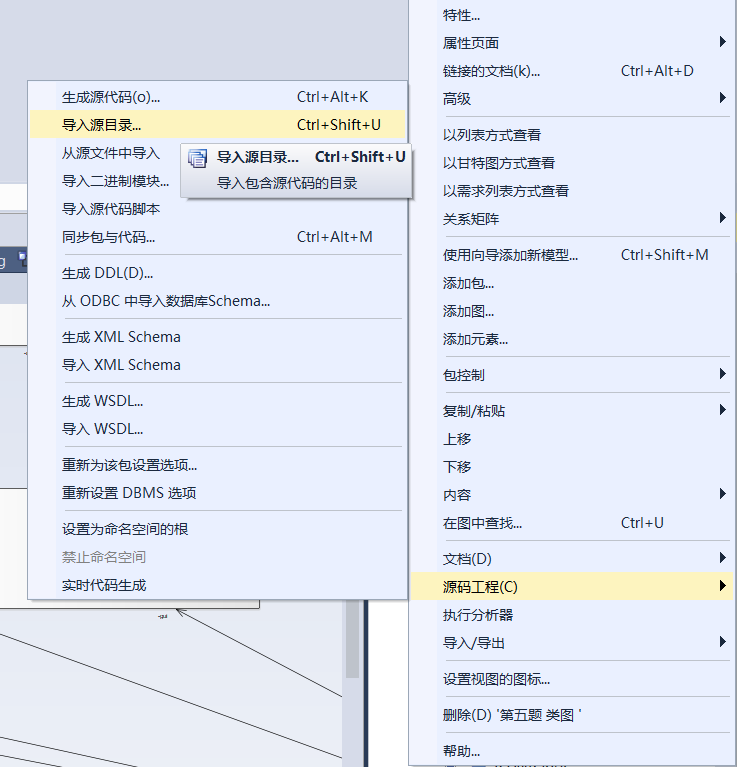 特性...
属性页面
链接的文档(k)... Ctrl+Alt+D
高级
以列表方式查看
以甘特图方式查看
以需求列表方式查看
关系矩阵
使用向导添加新模型... Ctrl+Shift+M
添加包...
添加图...
添加元素...
包控制
复制/粘贴
上移
下移
内容
在图中查找... Ctrl+U
文档(D)
源码工程(C)
执行分析器
导入/导出
设置视图的图标...
删除(D) '第五题 类图 '
帮助...
生成源代码(o)... Ctrl+Alt+K
导入源目录... Ctrl+Shift+U
从源文件中导入
导入二进制模块...
导入源代码脚本
同步包与代码... Ctrl+Alt+M
生成 DDL(D)...
从 ODBC 中导入数据库Schema...
生成 XML Schema
导入 XML Schema
生成 WSDL...
导入 WSDL...
重新为该包设置选项...
重新设置 DBMS 选项
设置为命名空间的根
禁止命名空间
实时代码生成
导入源目录... Ctrl+Shift+U
导入包含源代码的目录